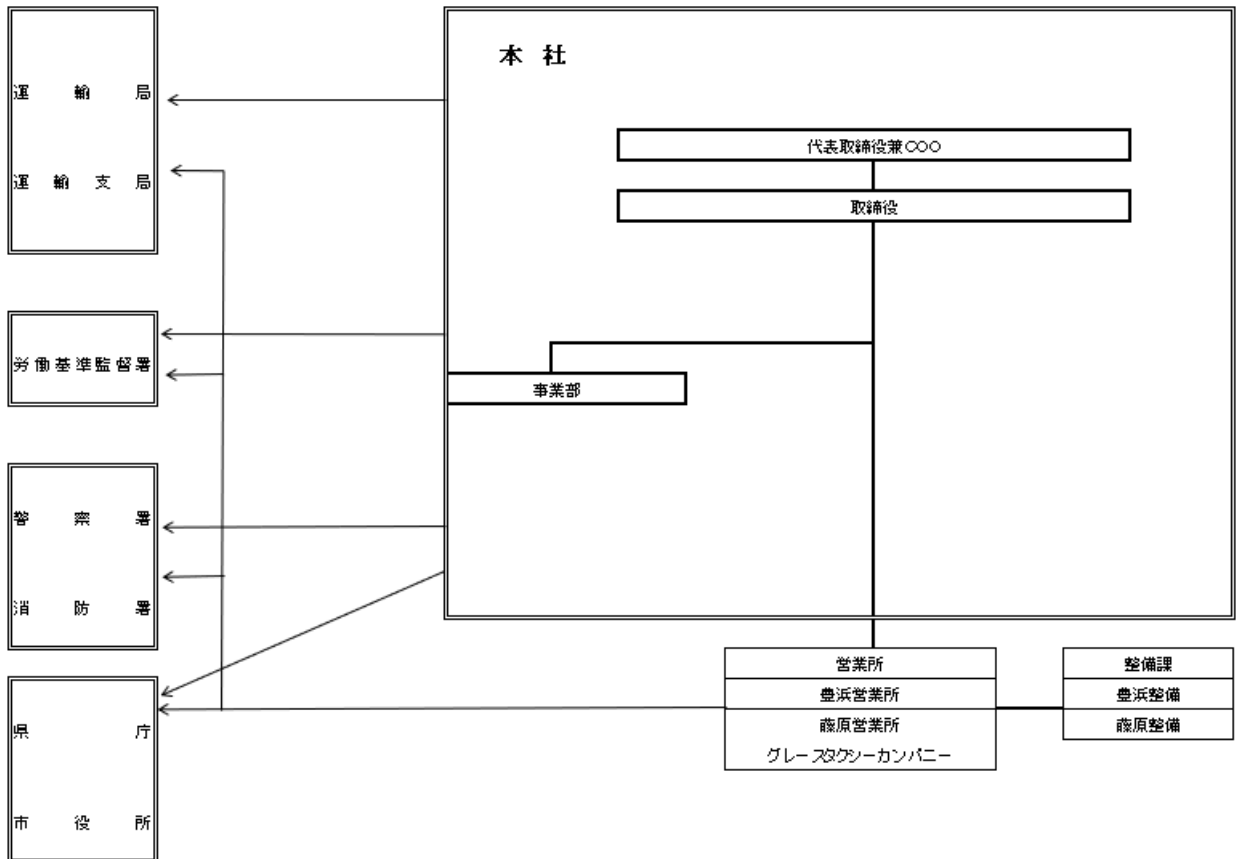 本社
代表取締役兼○○○
取締役
事業部
運輸局
運輸支局
労働基準監督署
警察署
消防署
県庁
市役所
営業所
豊浜営業所
藤原営業所
グレースタクシーカンパニー
整備課
豊浜整備
藤原整備